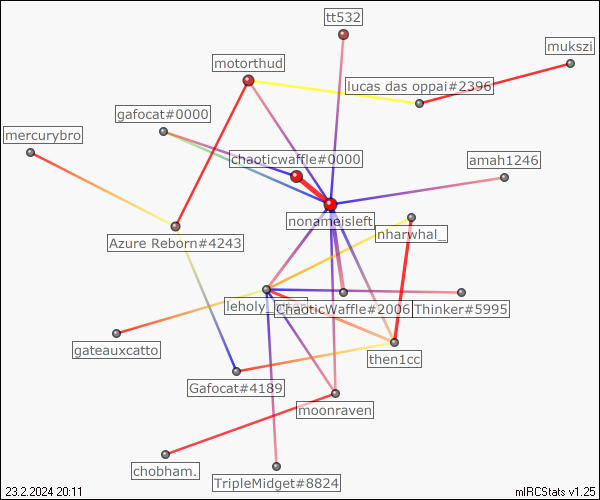 tt532
mukszi
motorthud
lucas das oppai#2396
gafocat#0000
mercurybro
chaoticwaffle#0000
amah1246
nonameisleft
nharwhal_
Azure Reborn#4243
leholy_
ChaoticWaffle#2006
Thinker#5995
gateauxcatto
then1cc
Gafocat#4189
moonraven
chobham.
TripleMidget#8824
23.2.2024 20:11
mIRCStats v1.25